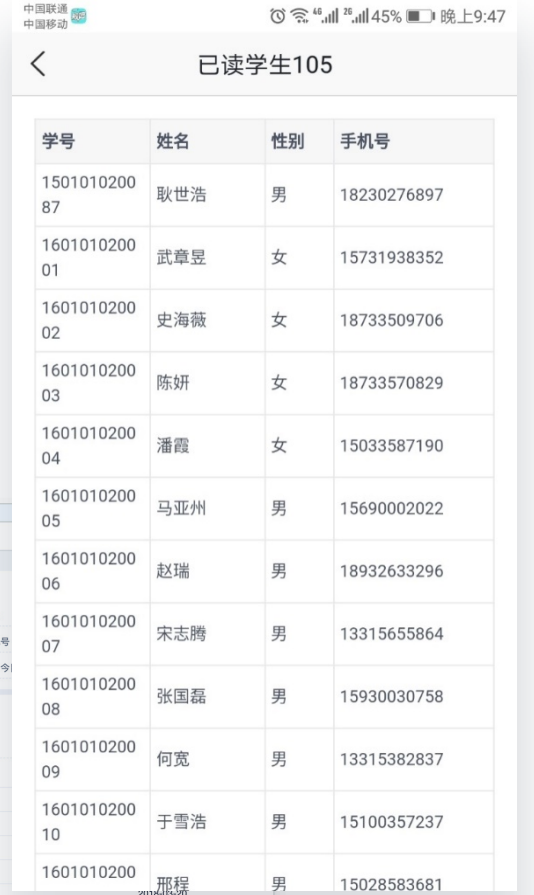 中国联通
中国移动
4G 2G 45% 晚上9:47
已读学生105
学号 姓名 性别 手机号
1501010200
87
耿世浩 男 18230276897
1601010200
01
武章昱 女 15731938352
1601010200
02
史海薇 女 18733509706
1601010200
03
陈妍 女 18733570829
1601010200
04
潘霞 女 15033587190
1601010200
05
马亚州 男 15690002022
1601010200
06
赵瑞 男 18932633296
1601010200
07
宋志腾 男 13315655864
1601010200
08
张国磊 男 15930030758
1601010200
09
何宽 男 13315382837
1601010200
10
于雪浩 男 15100357237
1601010200
邢程 男 15028583681
号
今